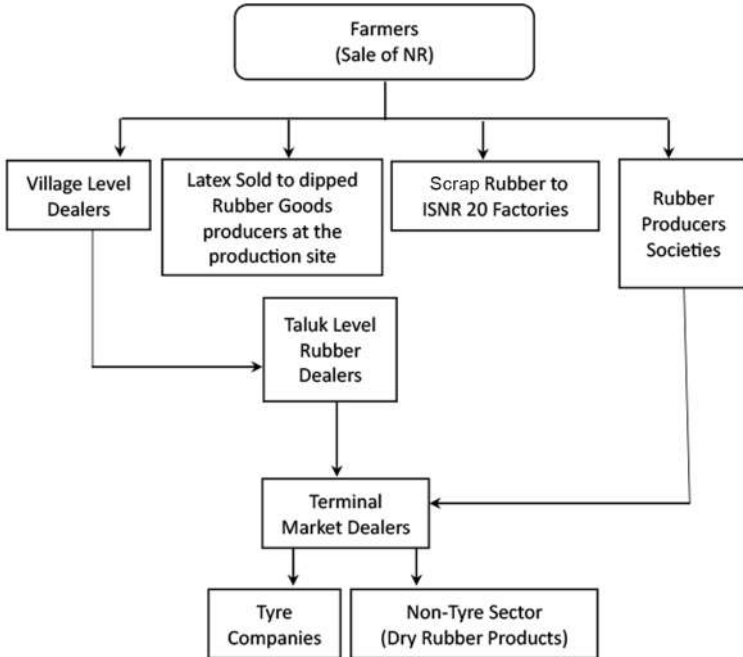 Farmers
(Sale of NR)
Village Level
Dealers
Latex Sold to dipped
Rubber Goods
producers at the
production site
Scrap Rubber to
ISNR 20 Factories
Rubber
Producers
Societies
Taluk Level
Rubber
Dealers
Terminal
Market Dealers
Tyre
Companies
Non-Tyre Sector
(Dry Rubber Products)